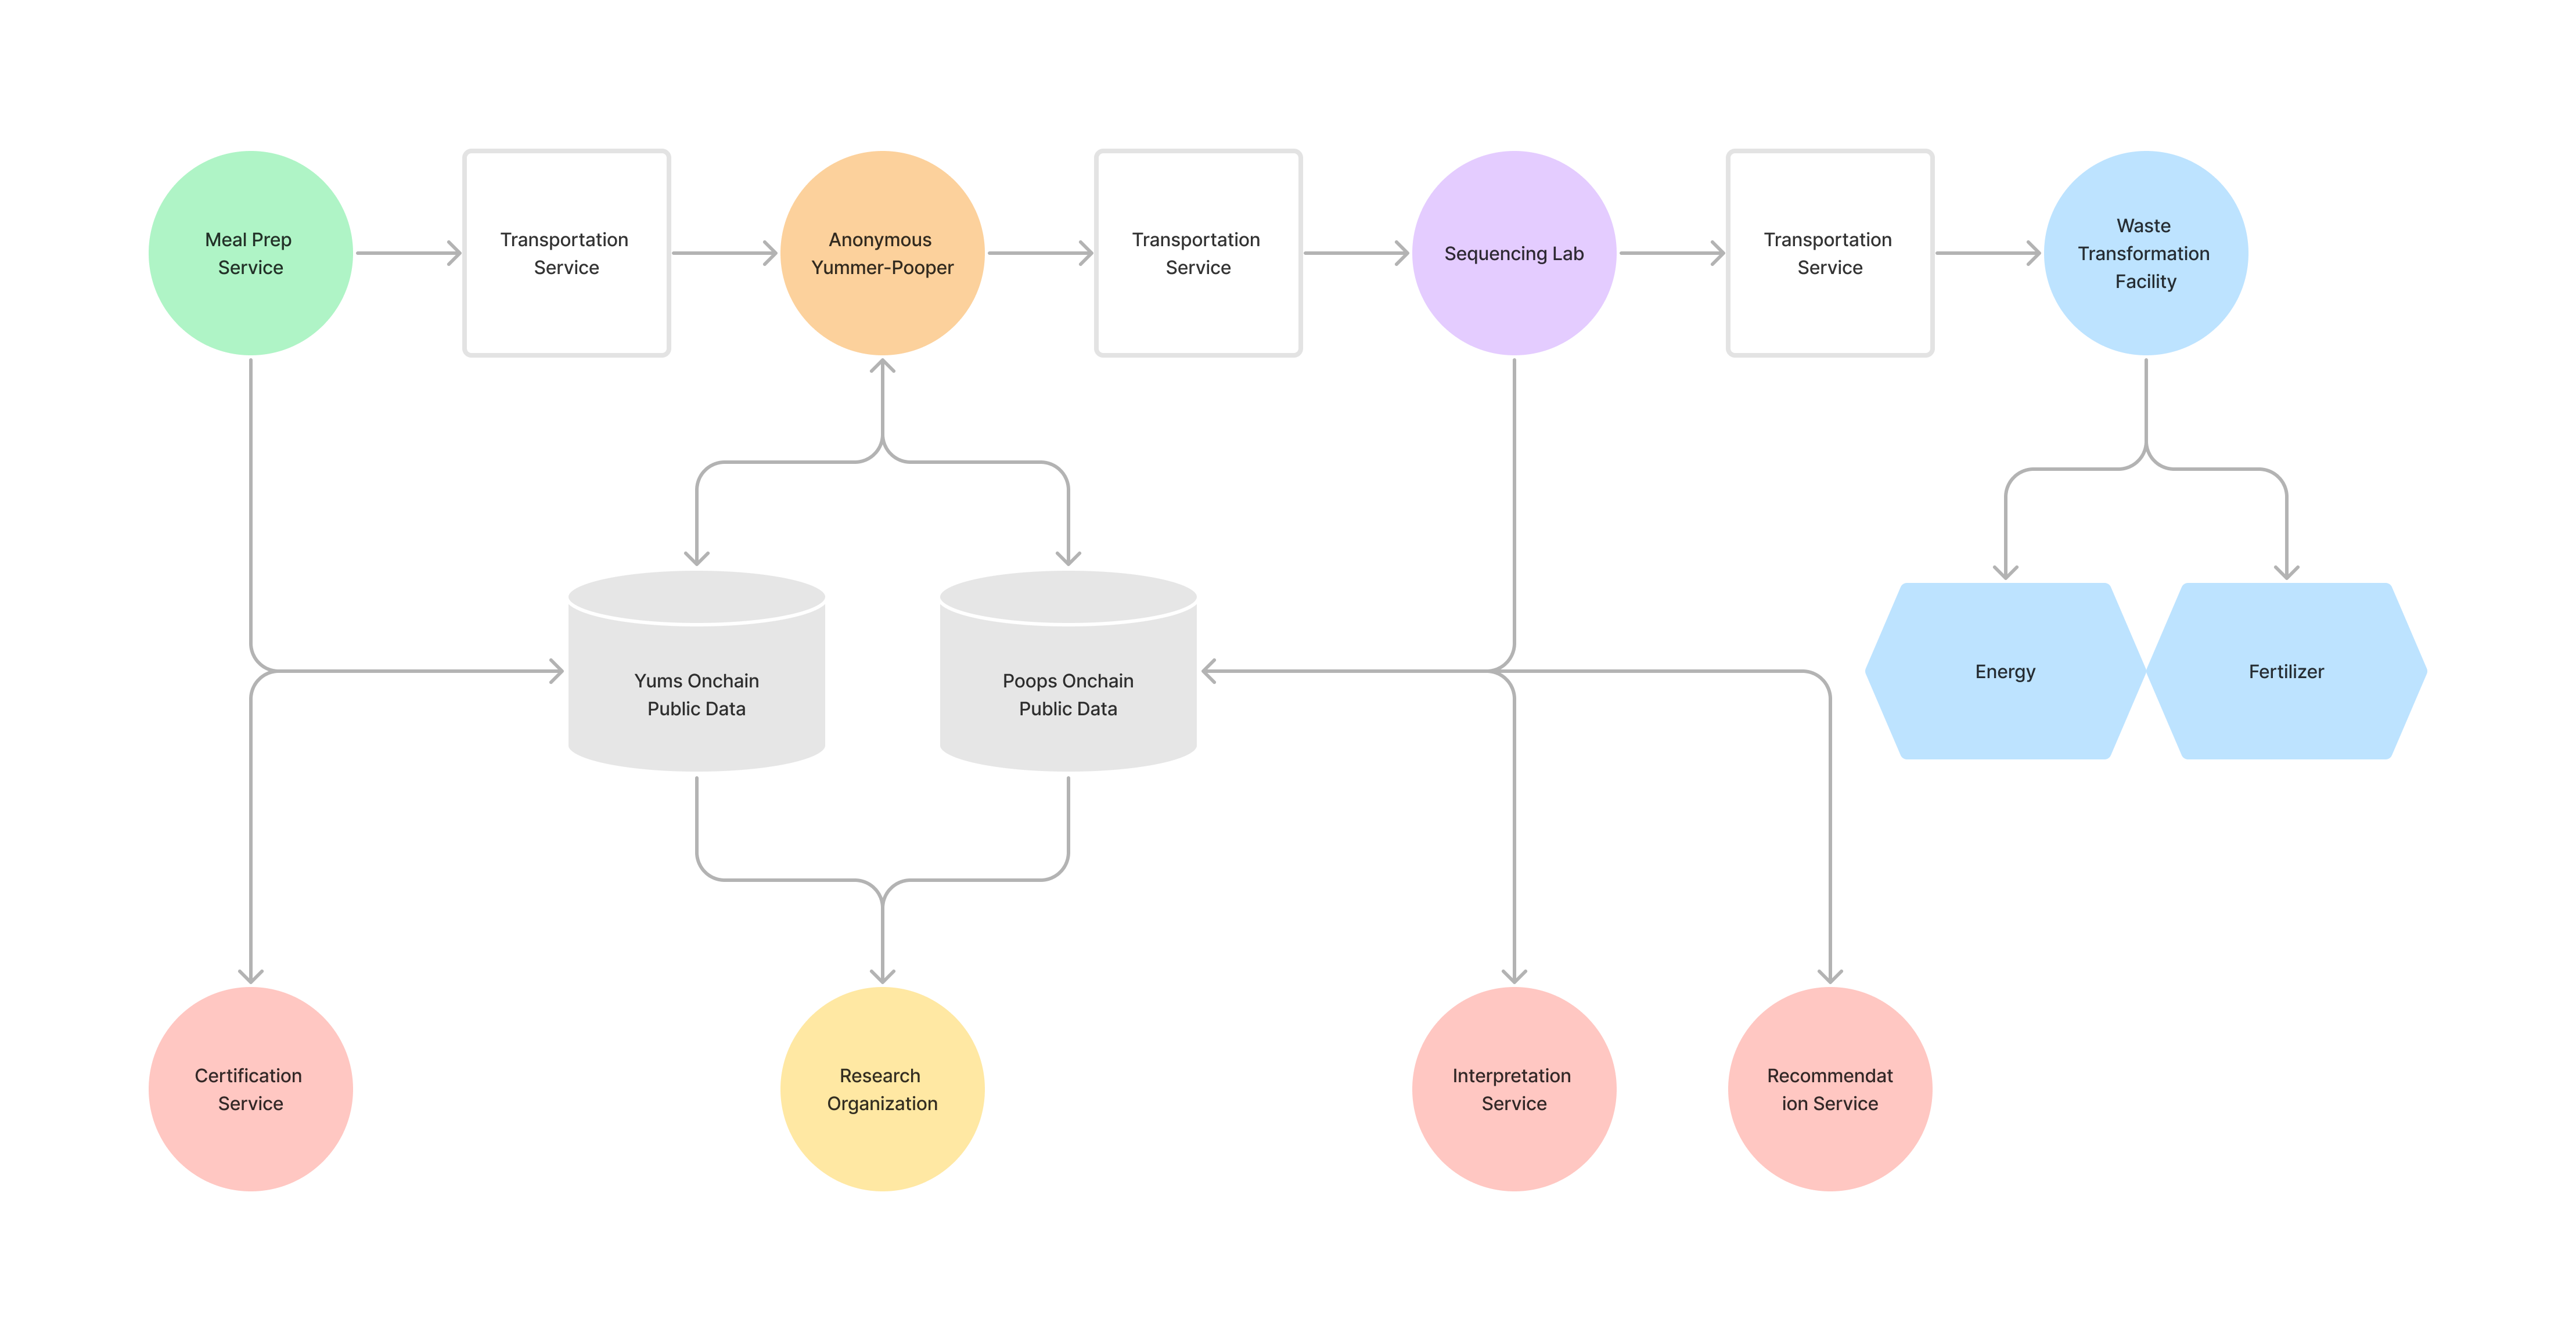 Meal Prep
Service
Transportation
Service
Anonymous
Yummer-Pooper
Transportation
Service
Sequencing Lab
Transportation
Service
Waste
Transformation
Facility
Yums Onchain
Public Data
Poops Onchain
Public Data
Energy
Fertilizer
Certification
Service
Research
Organization
Interpretation
Service
Recommendat
ion Service